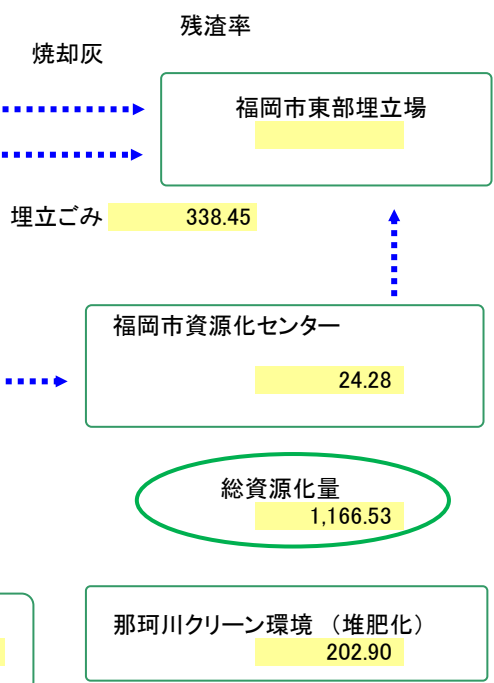 残渣率
焼却灰
福岡市東部埋立場
埋立ごみ 338.45
福岡市資源化センター
24.28
総資源化量
1,166.53
那珂川クリーン環境 (堆肥化)
202.90